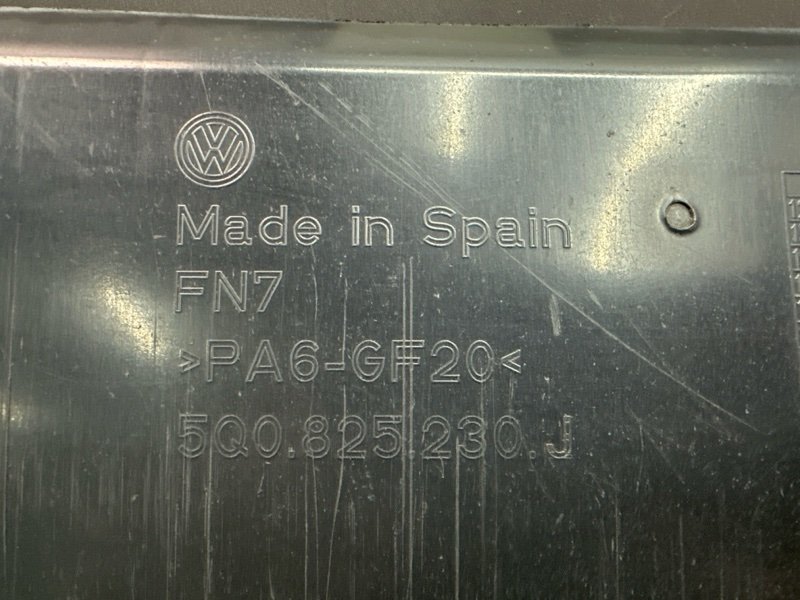 Made in Spain
FN7
>PA6-GF20<
5Q0.825.230.J